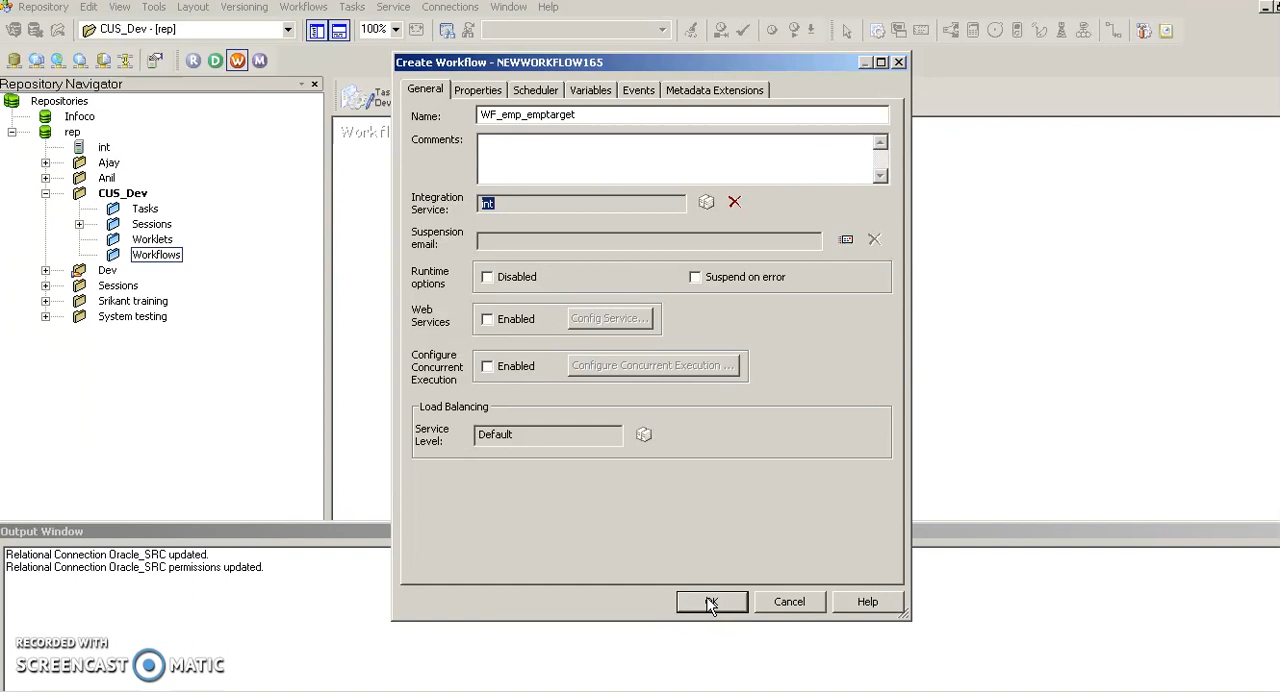 Repository Edit View Tools Layout Versioning Workflows Tasks Service Connections Window Help
CUS_Dev - [rep]
100%
R D W M
Repository Navigator
Repositories
Infoco
rep
int
Ajay
Anil
CUS_Dev
Tasks
Sessions
Worklets
Workflows
Dev
Sessions
Srikant training
System testing
Create Workflow - NEWWORKFLOW165
General Properties Scheduler Variables Events Metadata Extensions
Name: WF_emp_emptarget
Comments:
Integration
Service:
int
Suspension
email:
Runtime
options
Disabled
Suspend on error
Web
Services
Enabled
Config Service...
Configure
Concurrent
Execution
Enabled
Configure Concurrent Execution ...
Load Balancing
Service
Level:
Default
OK Cancel Help
Output Window
Relational Connection Oracle_SRC updated.
Relational Connection Oracle_SRC permissions updated.
RECORDED WITH
SCREENCAST MATIC